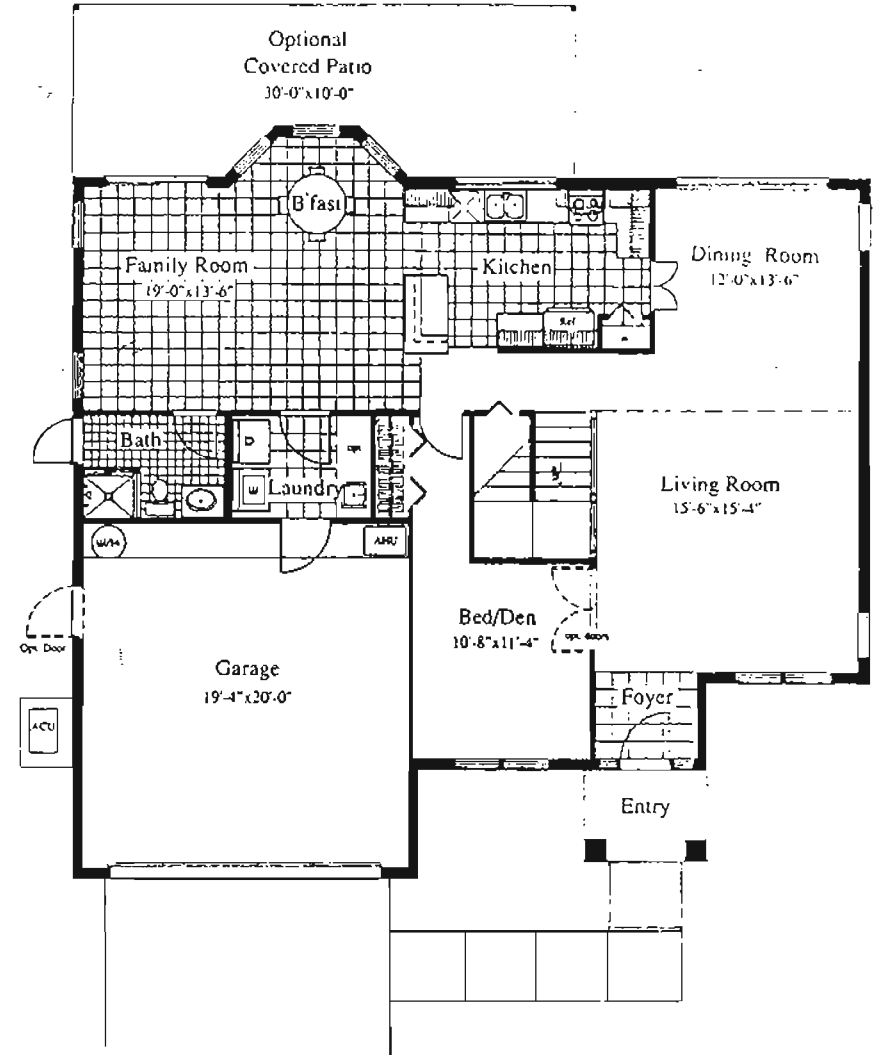 Optional
Covered Patio
30'-0"x10'-0"
B'fast
Family Room
19'-0"x13'-6"
Kitchen
Dining Room
12'-0"x13'-6"
Ref
Bath
D
W
Laundry
Living Room
15'-6"x15'-4"
W/H
AHU
Bed/Den
10'-8"x11'-4"
Opt. doors
Opt. Door
Garage
19'-4"x20'-0"
Foyer
ACU
Entry